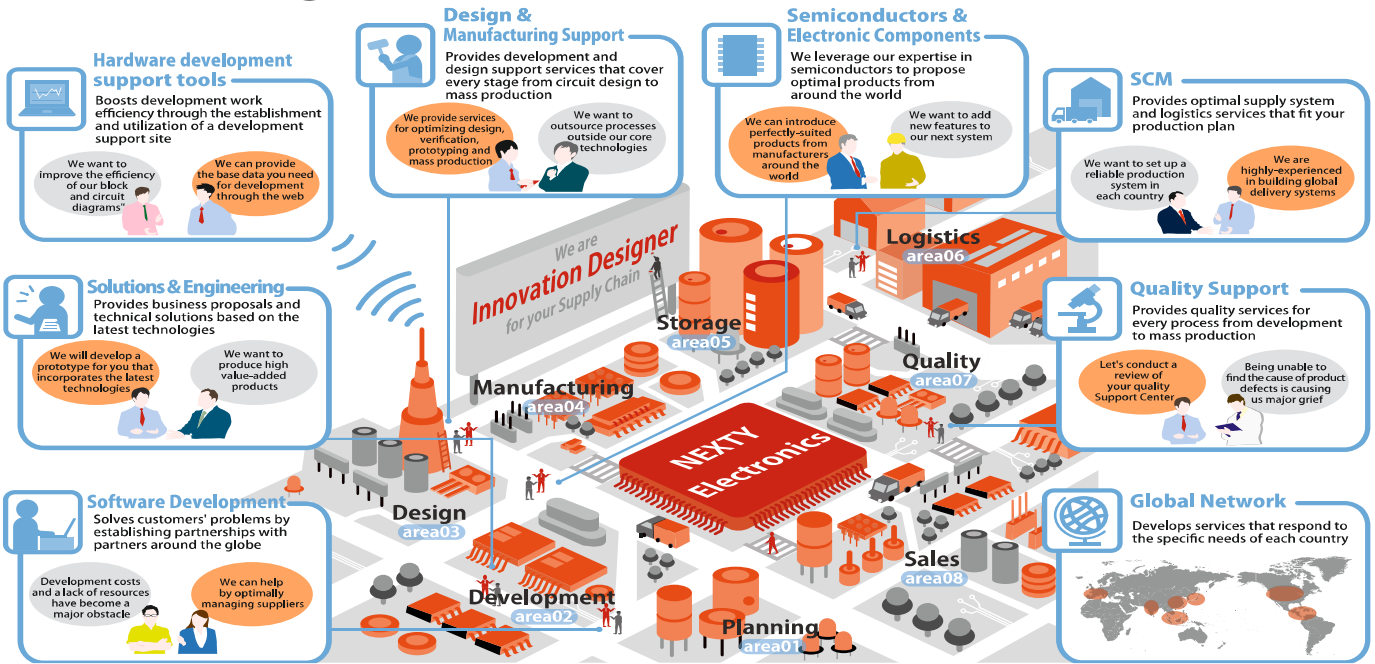 Hardware development
support tools
Boosts development work
efficiency through the establishment
and utilization of a development
support site
We want to
improve the efficiency
of our block
and circuit
diagrams"
We can provide
the base data you need
for development
through the web
Design &
Manufacturing Support
Provides development and
design support services that cover
every stage from circuit design to
mass production
We provide services
for optimizing design,
verification,
prototyping and
mass production
We want to
outsource processes
outside our core
technologies
Semiconductors &
Electronic Components
We leverage our expertise in
semiconductors to propose
optimal products from
around the world
We can introduce
perfectly-suited
products from
manufacturers
around the
world
We want to add
new features to
our next system
SCM
Provides optimal supply system
and logistics services that fit your
production plan
We want to set up a
reliable production
system in
each country
We are
highly-experienced
in building global
delivery systems
Solutions & Engineering
Provides business proposals and
technical solutions based on the
latest technologies
We will develop a
prototype for you that
incorporates the latest
technologies
We want to
produce high
value-added
products
Quality Support
Provides quality services for
every process from development
to mass production
Let's conduct a
review of
your quality
Support Center
Being unable to
find the cause of product
defects is causing
us major grief
Software Development
Solves customers' problems by
establishing partnerships with
partners around the globe
Development costs
and a lack of resources
have become a
major obstacle
We can help
by optimally
managing suppliers
Global Network
Develops services that respond to
the specific needs of each country
We are
Innovation Designer
for your Supply Chain
Logistics
area06
Storage
area05
Quality
area07
Manufacturing
area04
NEXTY
Electronics
Design
area03
Sales
area08
Development
area02
Planning
area01